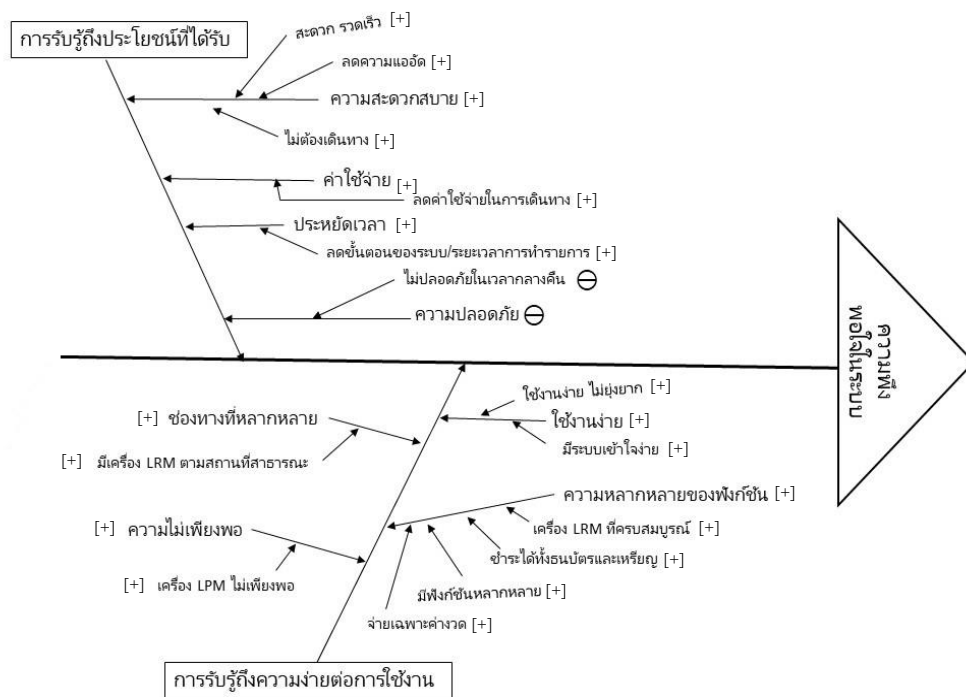 สะดวก รวดเร็ว [+]
การรับรู้ถึงประโยชน์ที่ได้รับ
ลดความแออัด [+]
ความสะดวกสบาย [+]
ไม่ต้องเดินทาง [+]
ค่าใช้จ่าย [+]
ลดค่าใช้จ่ายในการเดินทาง [+]
ประหยัดเวลา [+]
ลดขั้นตอนของระบบ/ระยะเวลาการทำรายการ [+]
ไม่ปลอดภัยในเวลากลางคืน ⊖
ความปลอดภัย ⊖
ความพึง
พอใจในระบบ
ใช้งานง่าย ไม่ยุ่งยาก [+]
[+] ช่องทางที่หลากหลาย
ใช้งานง่าย [+]
มีระบบเข้าใจง่าย [+]
[+] มีเครื่อง LRM ตามสถานที่สาธารณะ
ความหลากหลายของฟังก์ชัน [+]
[+] ความไม่เพียงพอ
เครื่อง LRM ที่ครบสมบูรณ์ [+]
ชำระได้ทั้งธนบัตรและเหรียญ [+]
[+] เครื่อง LPM ไม่เพียงพอ
มีฟังก์ชันหลากหลาย [+]
จ่ายเฉพาะค่างวด [+]
การรับรู้ถึงความง่ายต่อการใช้งาน